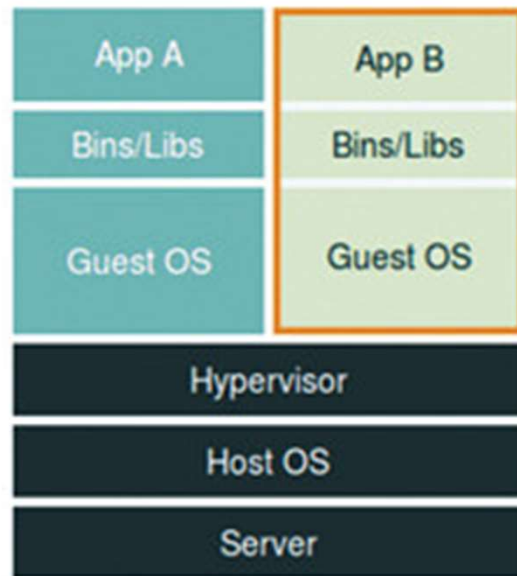 App A
App B
Bins/Libs
Bins/Libs
Guest OS
Guest OS
Hypervisor
Host OS
Server